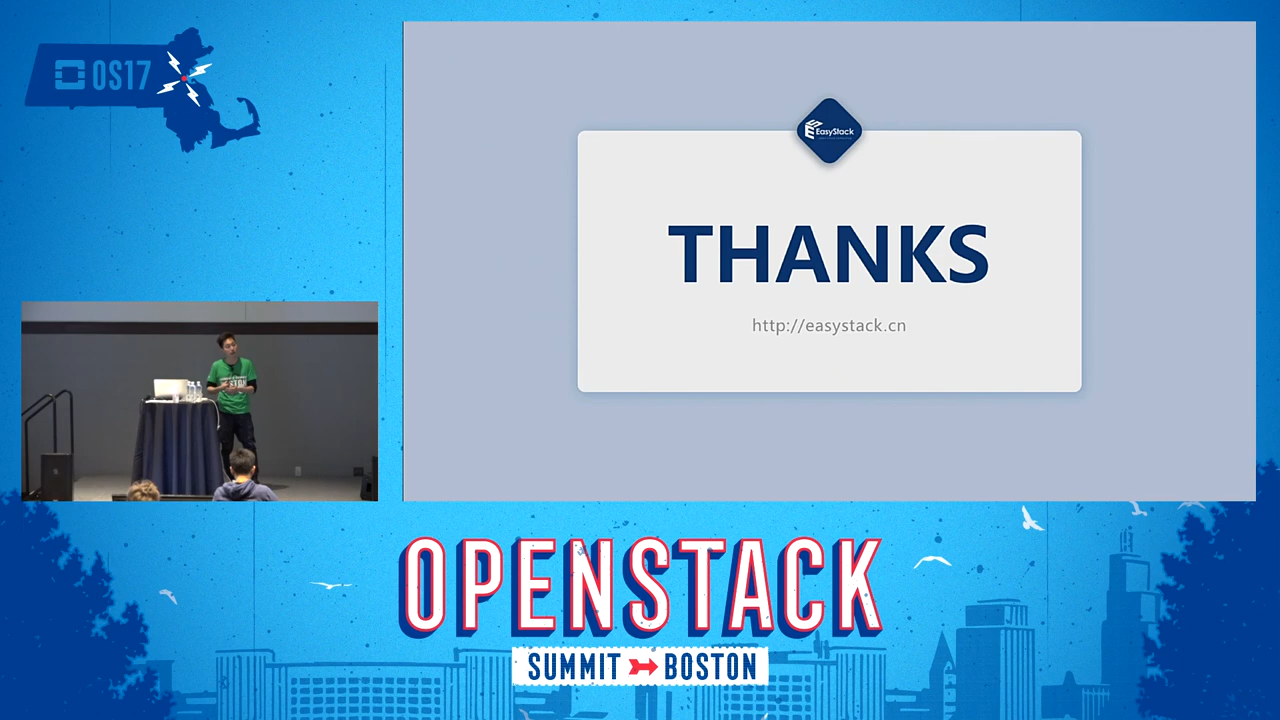 OS17
EasyStack
THANKS
http://easystack.cn
OPENSTACK
SUMMIT BOSTON